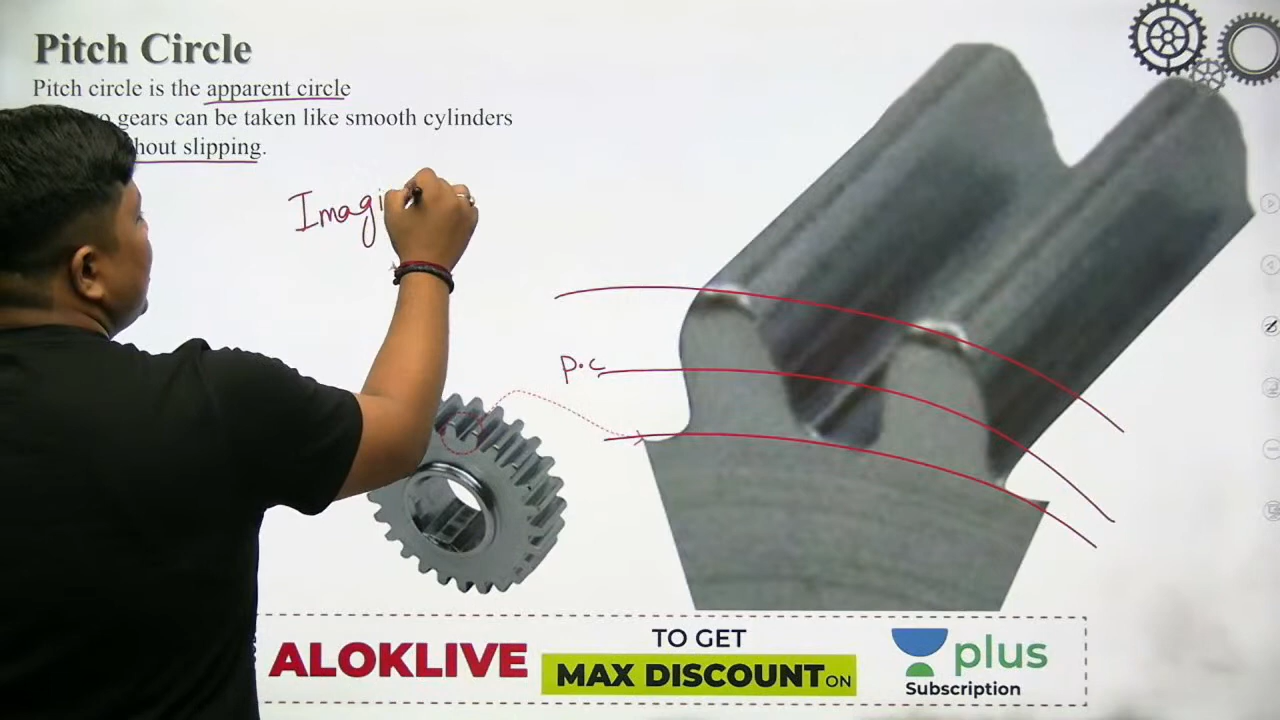 Pitch Circle
Pitch circle is the apparent circle
gears can be taken like smooth cylinders
hout slipping.
Imagi
p.c
ALOKLIVE
TO GET
MAX DISCOUNT ON
plus
Subscription